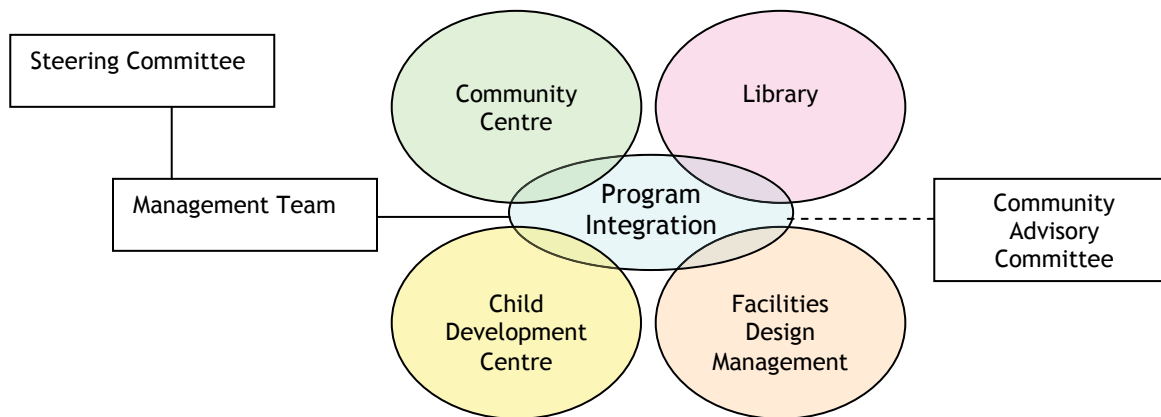 Steering Committee
Management Team
Community
Centre
Library
Program
Integration
Child
Development
Centre
Facilities
Design
Management
Community
Advisory
Committee